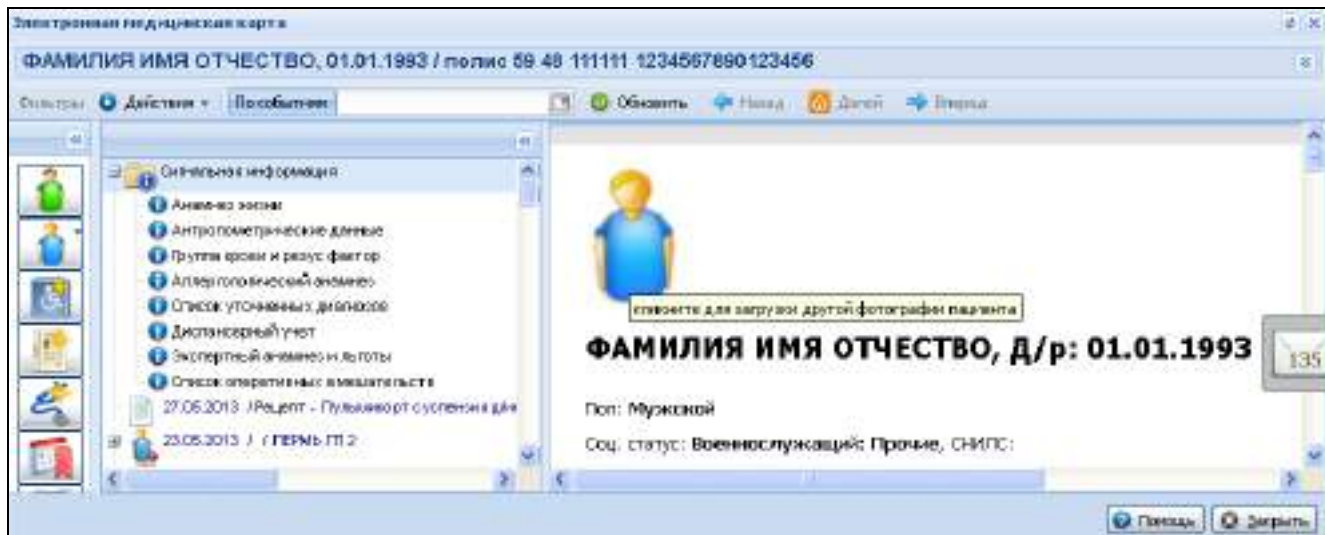 Электронная медицинская карта
ФАМИЛИЯ ИМЯ ОТЧЕСТВО, 01.01.1993 / полис 59 48 111111 1234567890123456
Фильтры Действия По событиям Обновить Назад Домой Вперед
Сигнальная информация
Анамнез жизни
Антропометрические данные
Группа крови и резус фактор
Аллергологический анамнез
Список уточненных диагнозов
Диспансерный учет
Экспертный анамнез и льготы
Список оперативных вмешательств
27.05.2013 /Рецепт - Пульмикорт суспензия для
23.05.2013 / / ПЕРМЬ ГП 2
кликните для загрузки другой фотографии пациента
ФАМИЛИЯ ИМЯ ОТЧЕСТВО, Д/р: 01.01.1993
135
Пол: Мужской
Соц. статус: Военнослужащий: Прочие, СНИЛС:
Помощь Закрыть